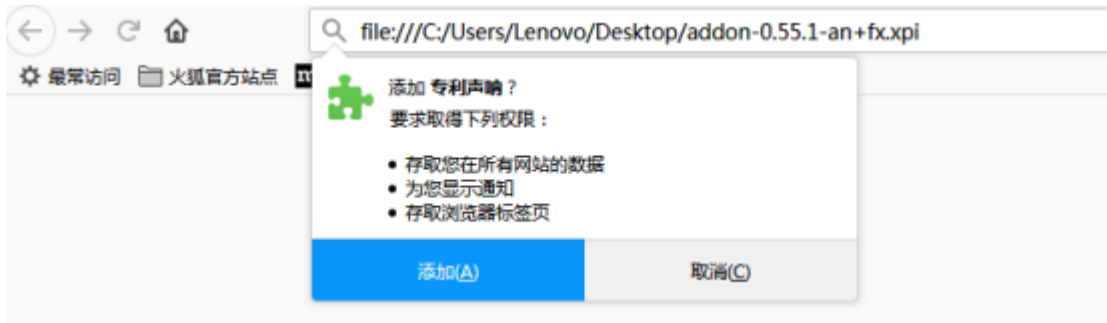 file:///C:/Users/Lenovo/Desktop/addon-0.55.1-an+fx.xpi
最常访问 火狐官方站点
添加 专利声呐？
要求取得下列权限：
• 存取您在所有网站的数据
• 为您显示通知
• 存取浏览器标签页
添加(A) 取消(C)